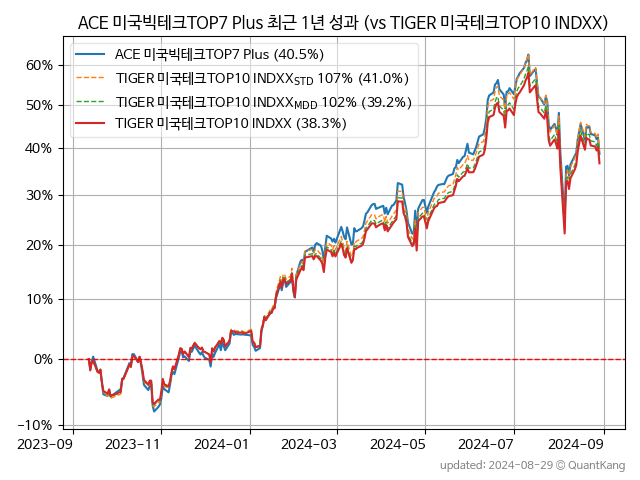 ACE 미국빅테크TOP7 Plus 최근 1년 성과 (vs TIGER 미국테크TOP10 INDXX)
ACE 미국빅테크TOP7 Plus (40.5%)
TIGER 미국테크TOP10 INDXX_STD 107% (41.0%)
TIGER 미국테크TOP10 INDXX_MDD 102% (39.2%)
TIGER 미국테크TOP10 INDXX (38.3%)
60%
50%
40%
30%
20%
10%
0%
-10%
2023-09 2023-11 2024-01 2024-03 2024-05 2024-07 2024-09
updated: 2024-08-29 © QuantKang